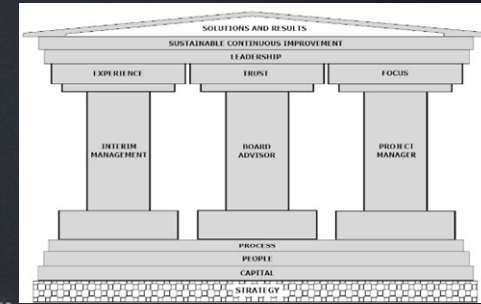 SOLUTIONS AND RESULTS
SUSTAINABLE CONTINUOUS IMPROVEMENT
LEADERSHIP
EXPERIENCE
TRUST
FOCUS
INTERIM
MANAGEMENT
BOARD
ADVISOR
PROJECT
MANAGER
PROCESS
PEOPLE
CAPITAL
STRATEGY